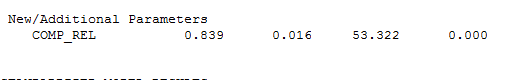 New/Additional Parameters
COMP_REL 0.839 0.016 53.322 0.000